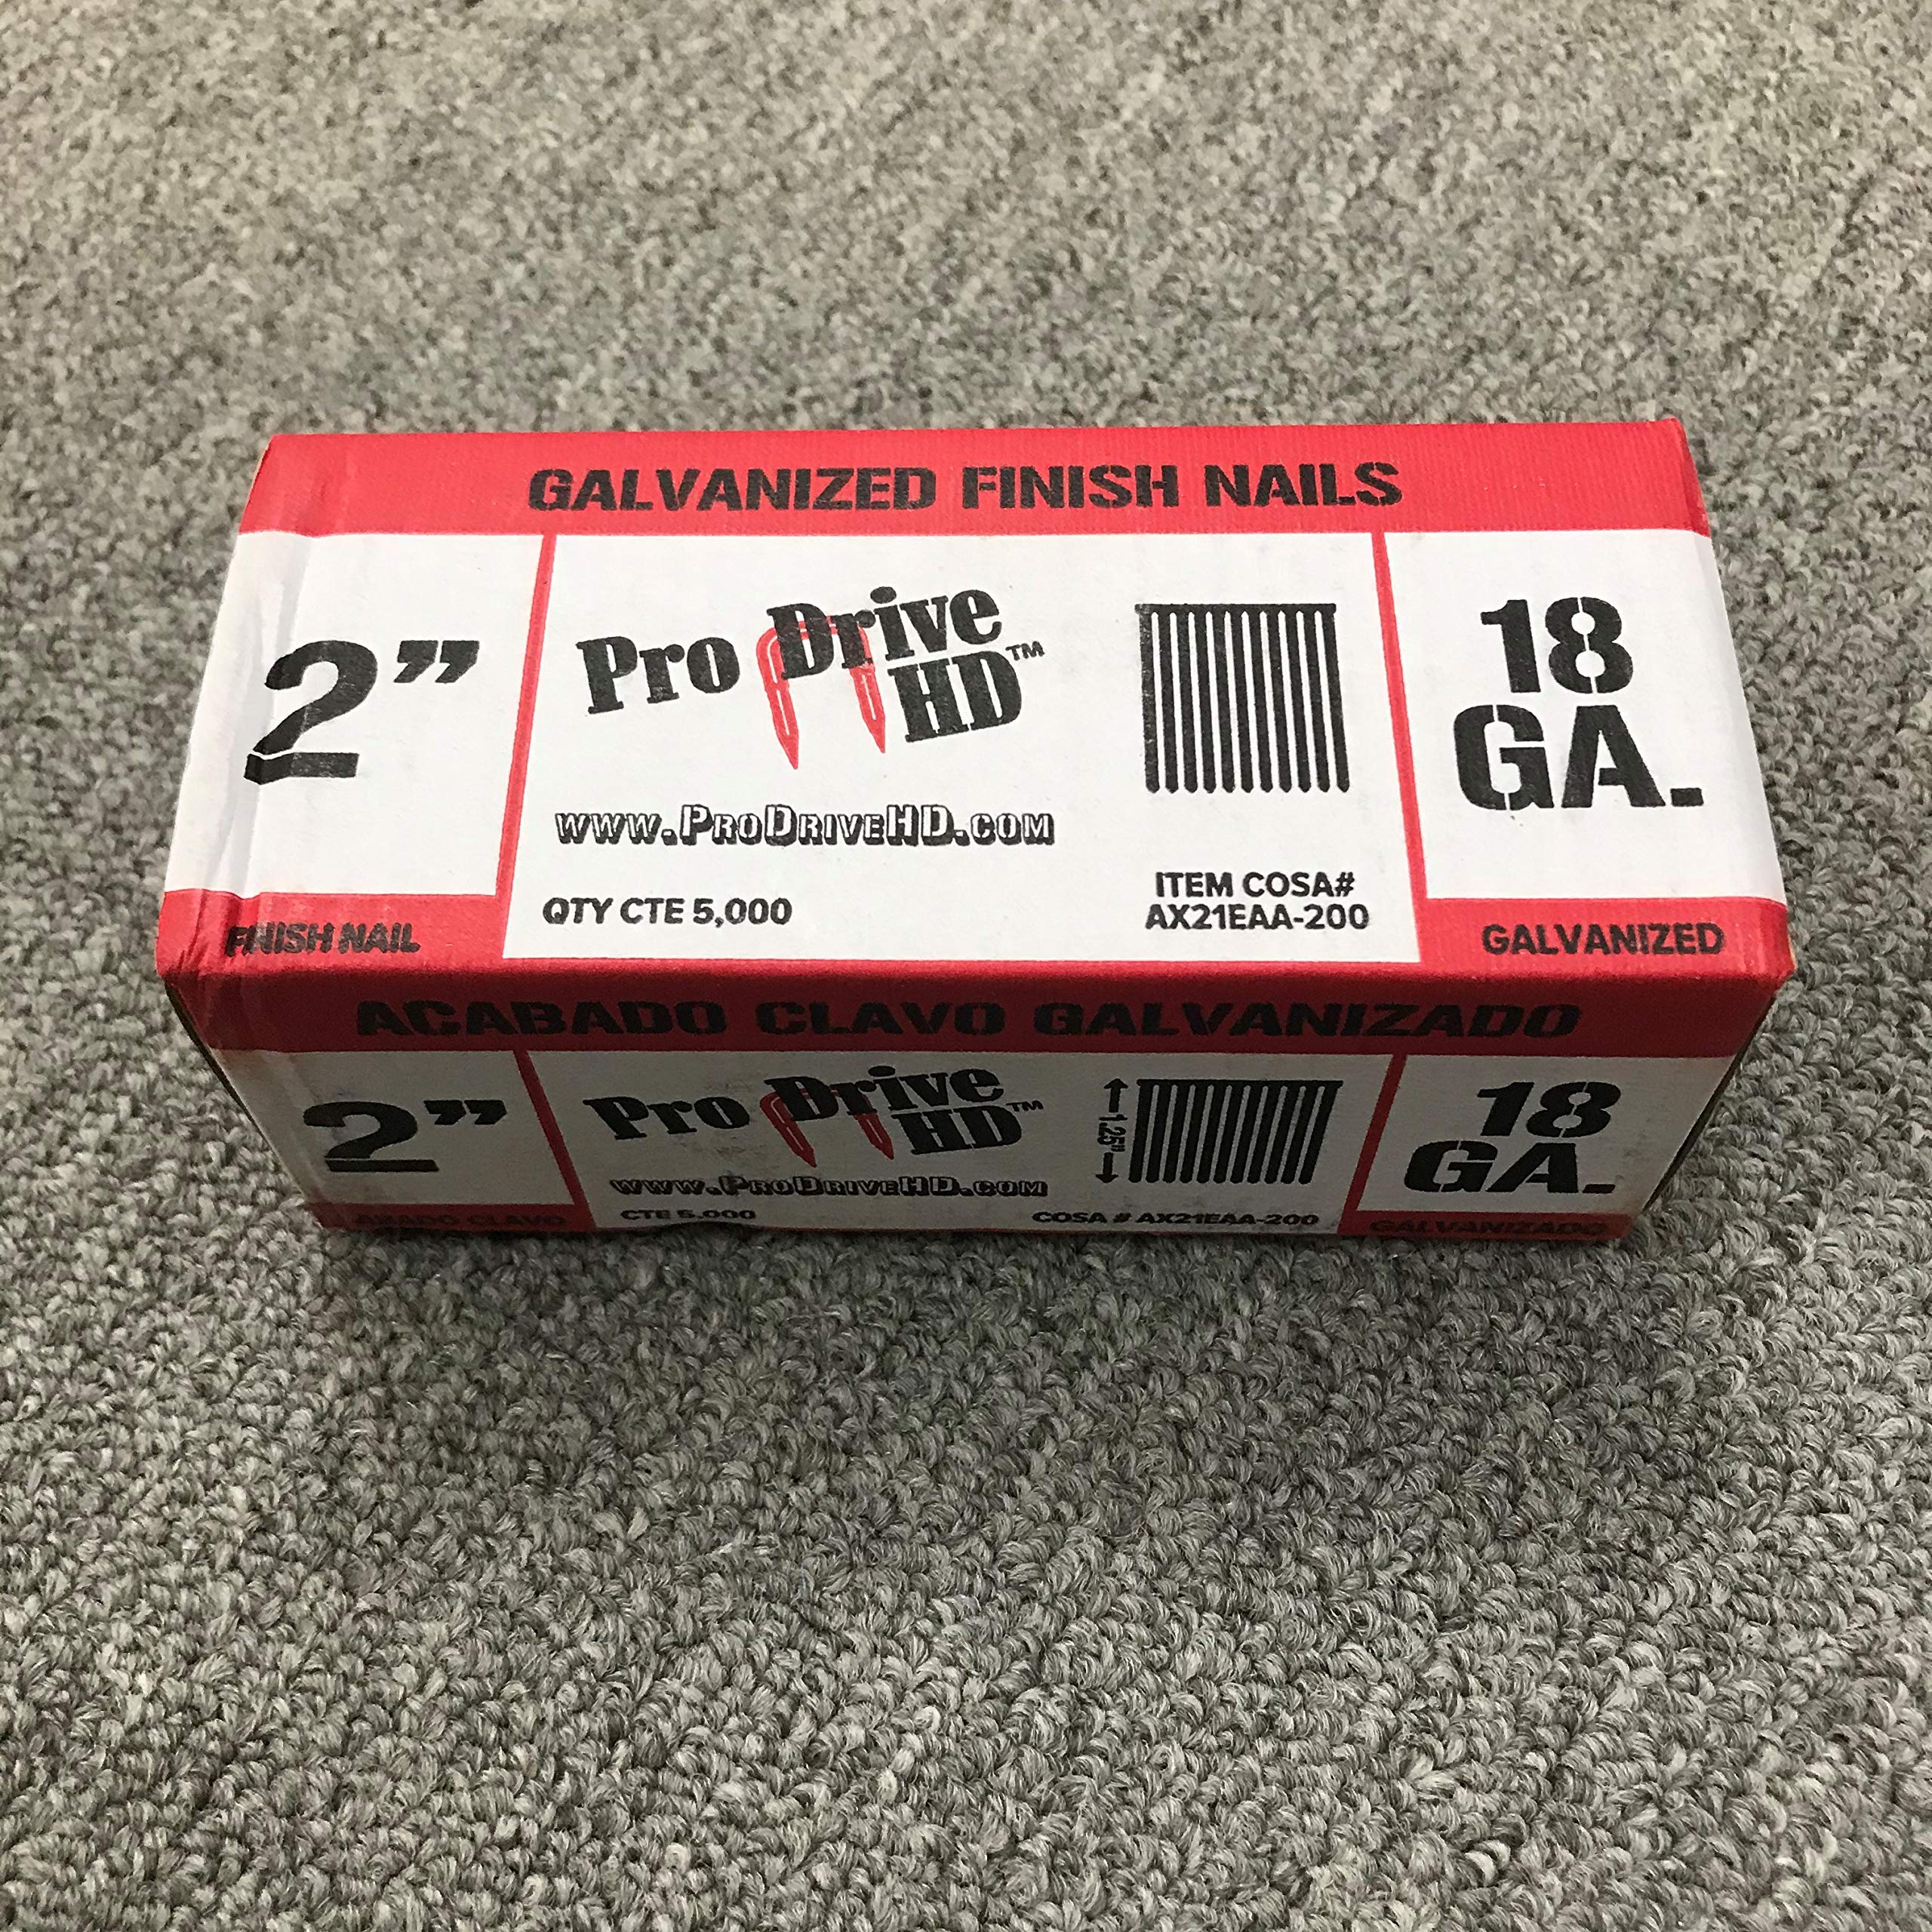 GALVANIZED FINISH NAILS
2”
Pro Drive
HD™
www.ProDriveHD.com
QTY CTE 5,000
ITEM COSA#
AX21EAA-200
18
GA.
FINISH NAIL
GALVANIZED
ACABADO CLAVO GALVANIZADO
2”
Pro Drive
HD™
www.ProDriveHD.com
CTE 5,000
1.25"
COSA # AX21EAA-200
18
GA.
CLAVO
GALVANIZADO